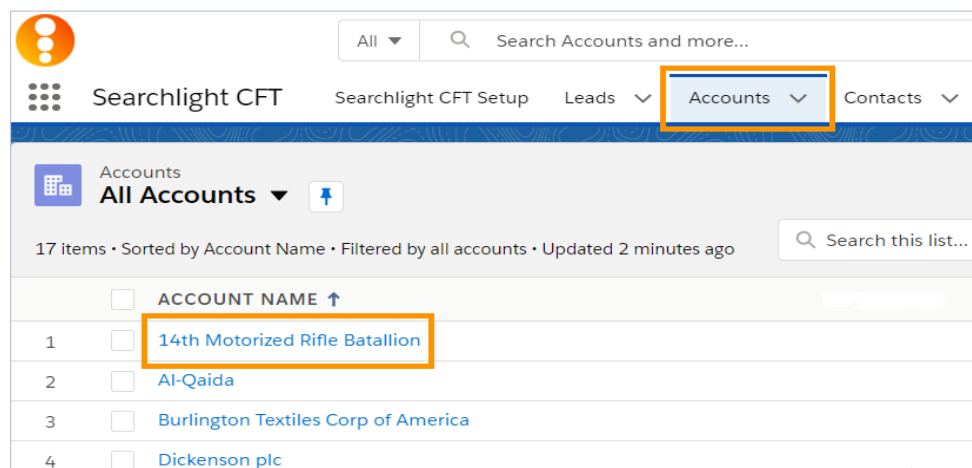 All Search Accounts and more...
Searchlight CFT Searchlight CFT Setup Leads Accounts Contacts
Accounts
All Accounts
17 items • Sorted by Account Name • Filtered by all accounts • Updated 2 minutes ago Search this list...
ACCOUNT NAME
1 14th Motorized Rifle Batallion
2 Al-Qaida
3 Burlington Textiles Corp of America
4 Dickenson plc